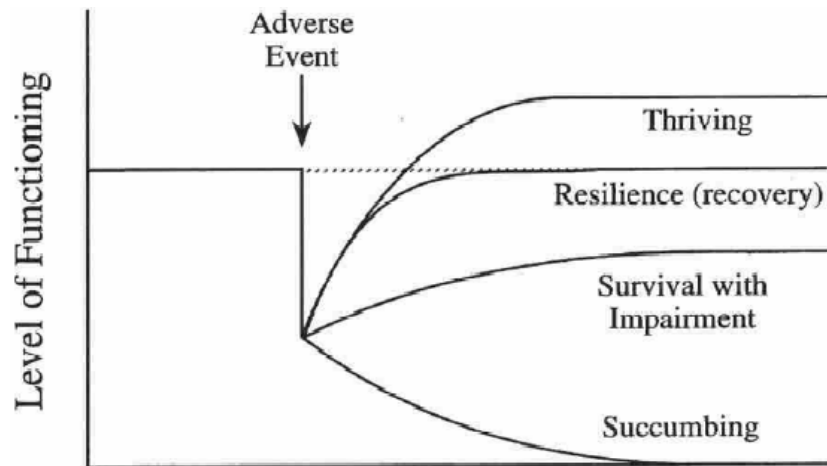 Adverse
Event
Level of Functioning
Thriving
Resilience (recovery)
Survival with
Impairment
Succumbing